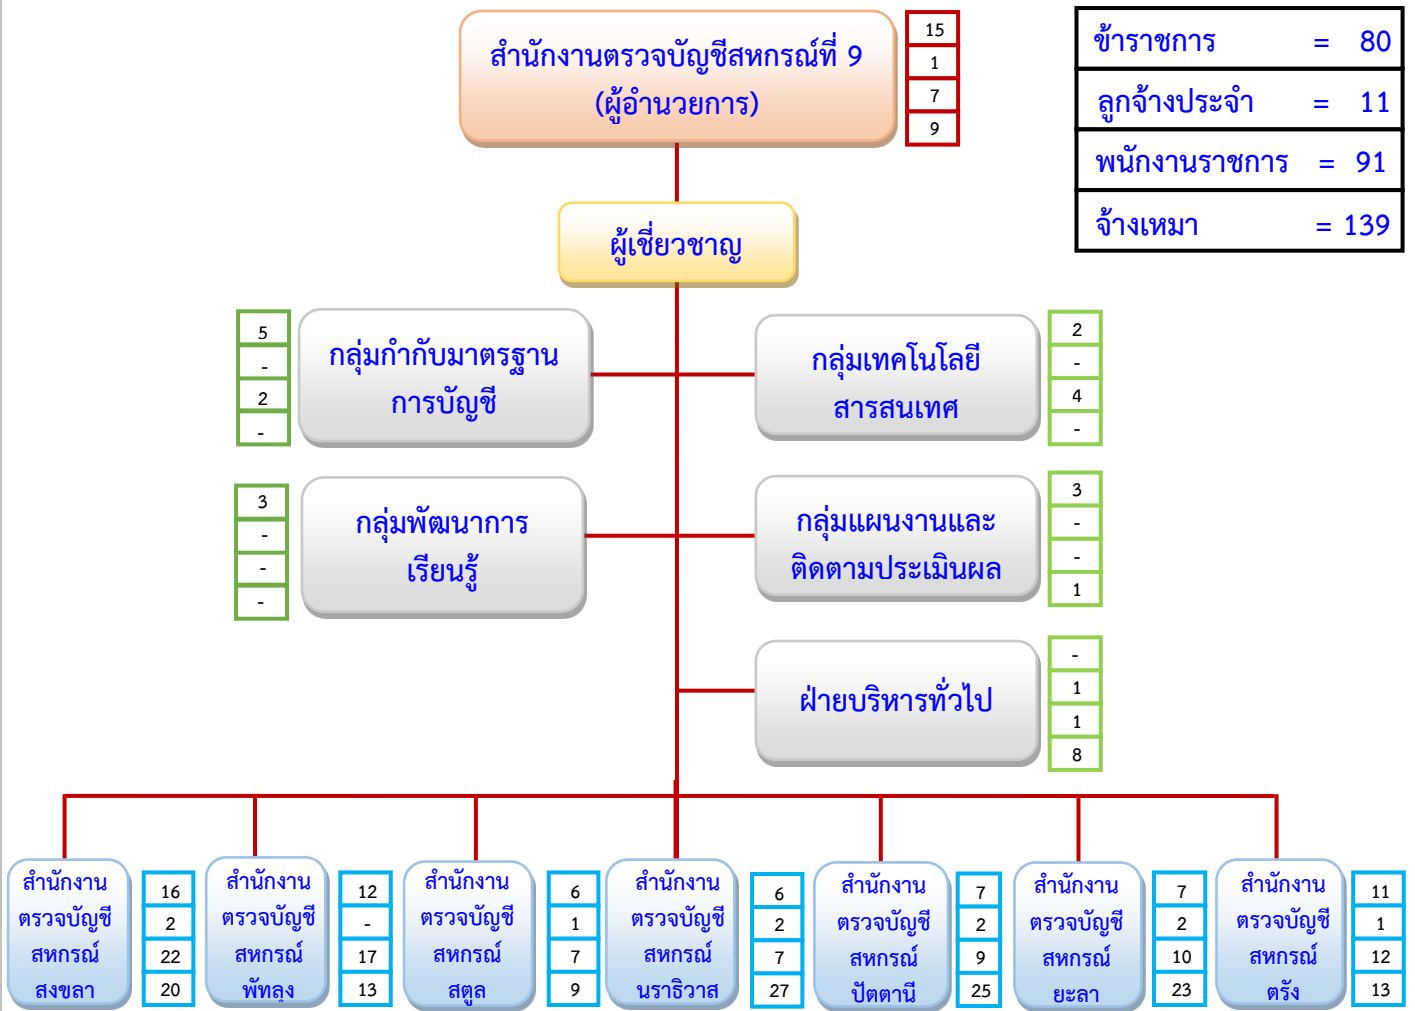 สำนักงานตรวจบัญชีสหกรณ์ที่ 9
(ผู้อำนวยการ)
15
1
7
9
ข้าราชการ = 80
ลูกจ้างประจำ = 11
พนักงานราชการ = 91
จ้างเหมา = 139
ผู้เชี่ยวชาญ
5
-
2
-
กลุ่มกำกับมาตรฐาน
การบัญชี
กลุ่มเทคโนโลยี
สารสนเทศ
2
-
4
-
3
-
-
-
กลุ่มพัฒนาการ
เรียนรู้
กลุ่มแผนงานและ
ติดตามประเมินผล
3
-
-
1
ฝ่ายบริหารทั่วไป
-
1
1
8
สำนักงาน
ตรวจบัญชี
สหกรณ์
สงขลา
16
2
22
20
สำนักงาน
ตรวจบัญชี
สหกรณ์
พัทลุง
12
-
17
13
สำนักงาน
ตรวจบัญชี
สหกรณ์
สตูล
6
1
7
9
สำนักงาน
ตรวจบัญชี
สหกรณ์
นราธิวาส
6
2
7
27
สำนักงาน
ตรวจบัญชี
สหกรณ์
ปัตตานี
7
2
9
25
สำนักงาน
ตรวจบัญชี
สหกรณ์
ยะลา
7
2
10
23
สำนักงาน
ตรวจบัญชี
สหกรณ์
ตรัง
11
1
12
13